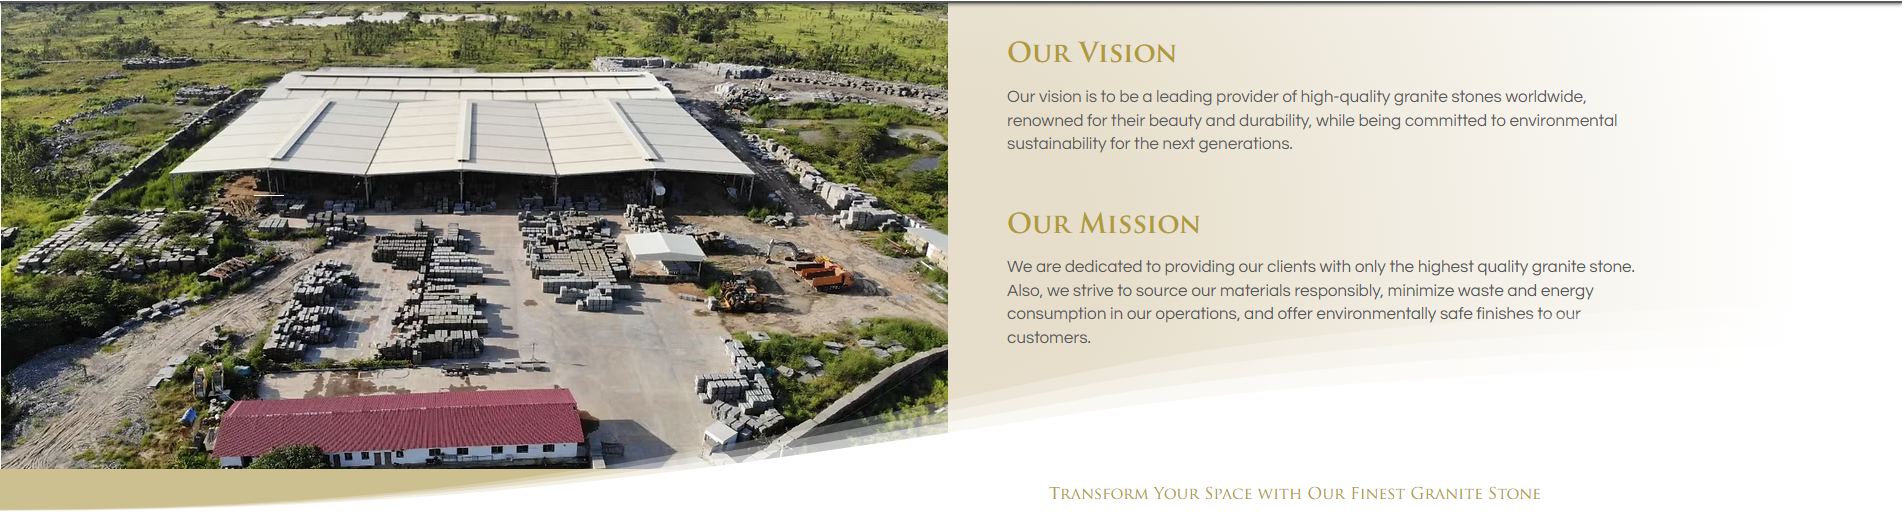 Our Vision
Our vision is to be a leading provider of high-quality granite stones worldwide,
renowned for their beauty and durability, while being committed to environmental
sustainability for the next generations.
Our Mission
We are dedicated to providing our clients with only the highest quality granite stone.
Also, we strive to source our materials responsibly, minimize waste and energy
consumption in our operations, and offer environmentally safe finishes to our
customers.
Transform Your Space with Our Finest Granite Stone